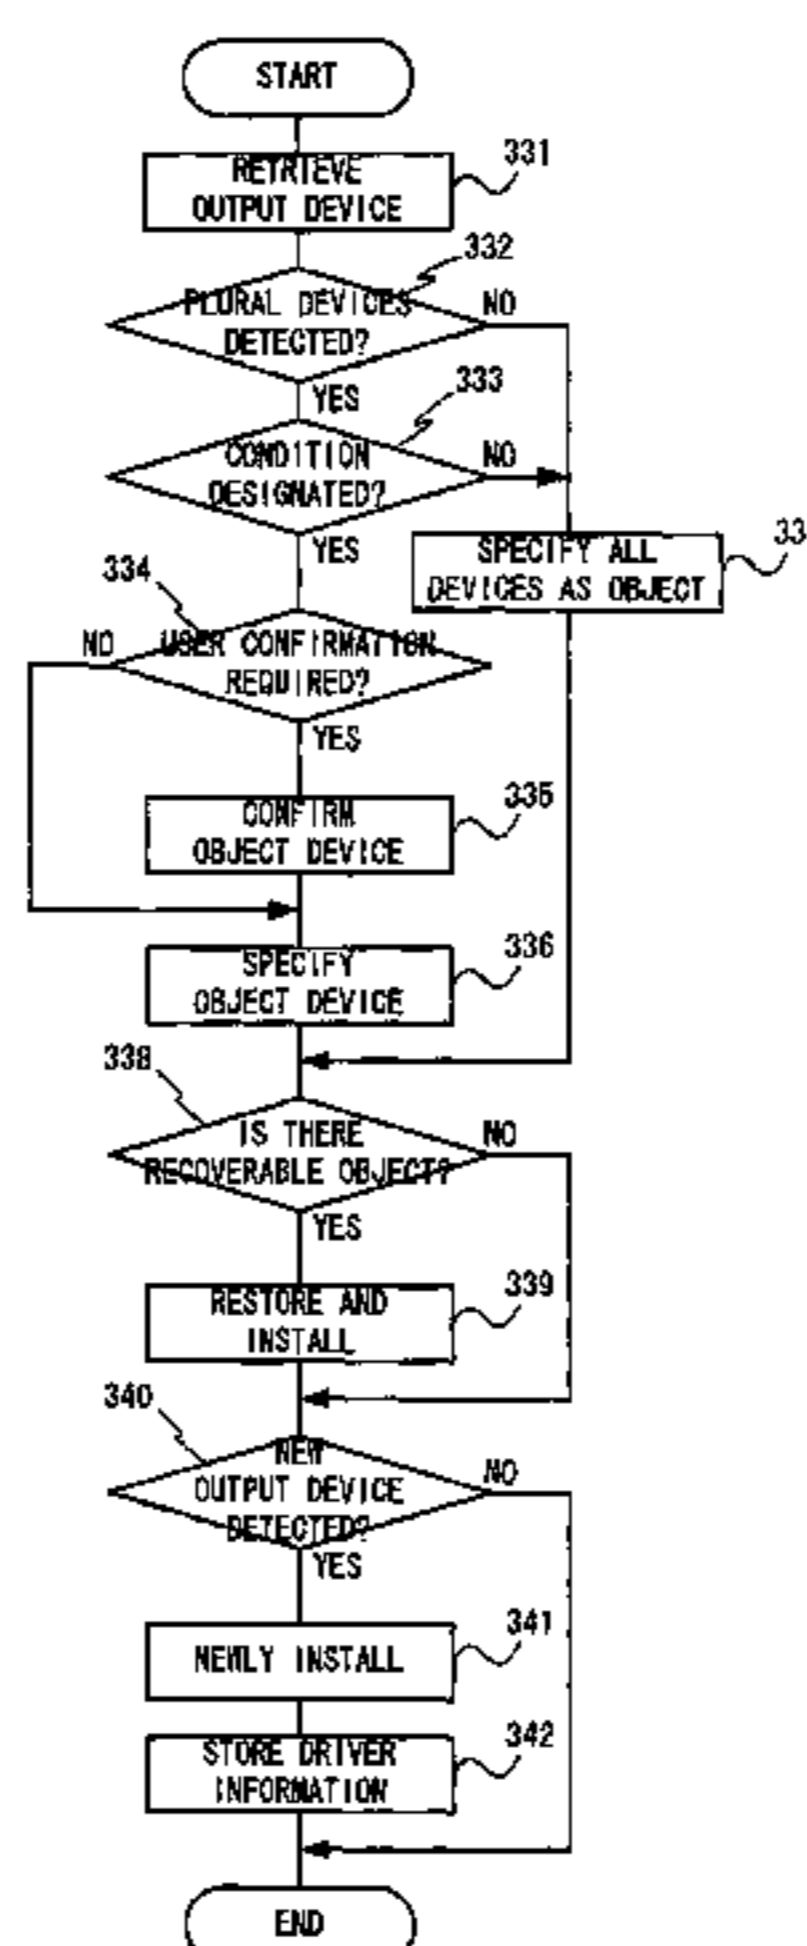 START
RETRIEVE
OUTPUT DEVICE
331
332
PLURAL DEVICES
DETECTED?
NO
YES
333
CONDITION
DESIGNATED?
NO
YES
33
SPECIFY ALL
DEVICES AS OBJECT
334
NO
USER CONFIRMATION
REQUIRED?
YES
CONFIRM
OBJECT DEVICE
335
SPECIFY
OBJECT DEVICE
336
338
IS THERE
RECOVERABLE OBJECT?
NO
YES
RESTORE AND
INSTALL
339
340
NEW
OUTPUT DEVICE
DETECTED?
NO
YES
NEWLY INSTALL
341
STORE DRIVER
INFORMATION
342
END